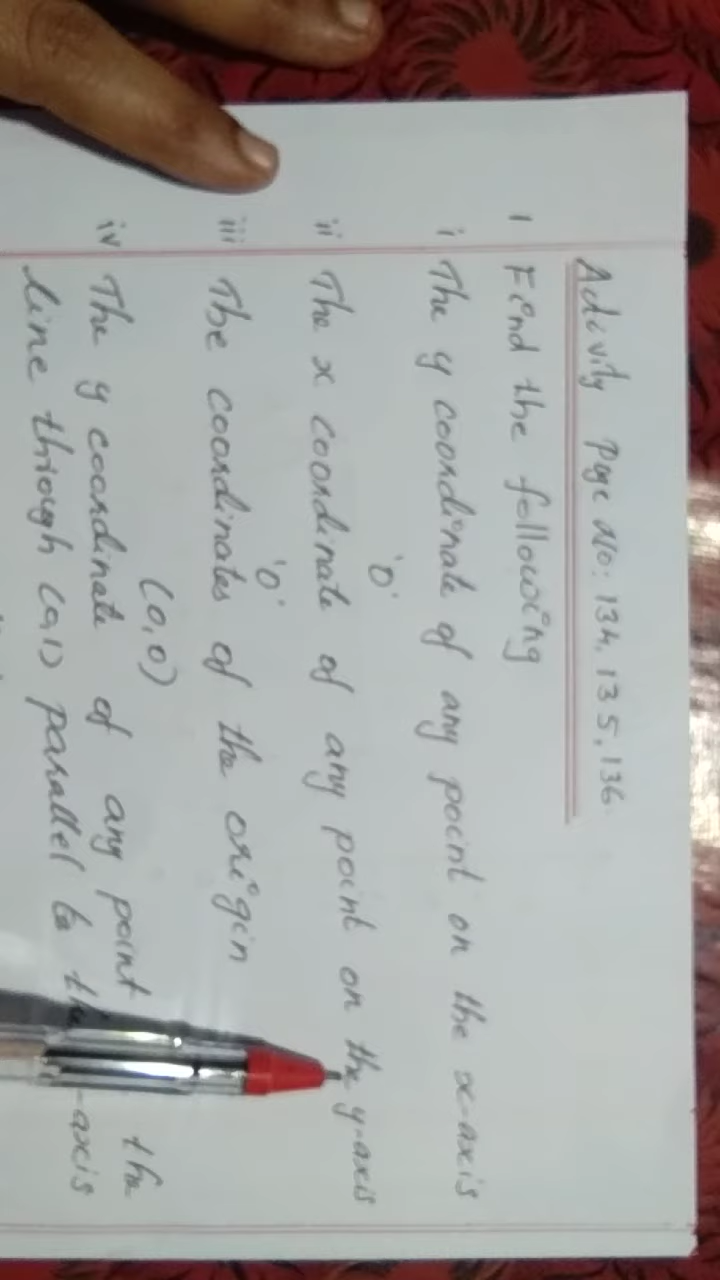 Activity Page No: 134, 135, 136.
1 Find the following
i The y coordinate of any point on the x-axis
'0'
ii The x coordinate of any point on the y-axis
'0'
iii The coordinates of the origin
(0,0)
iv The y coordinate of any point the
line through (0,1) parallel to -axis